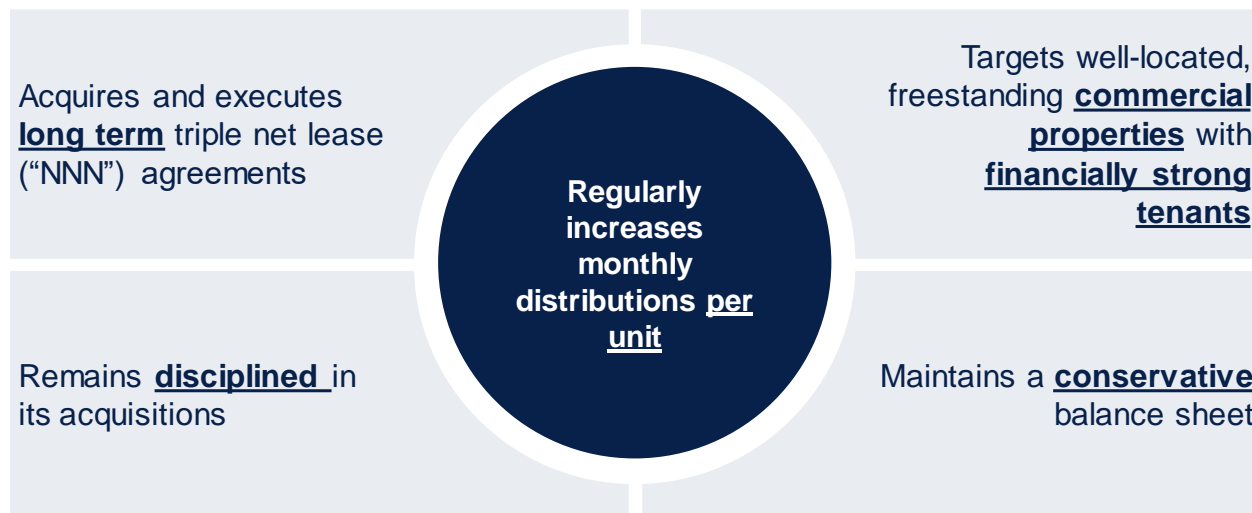 Acquires and executes
long term triple net lease
(“NNN”) agreements
Targets well-located,
freestanding commercial
properties with
financially strong
tenants
Regularly
increases
monthly
distributions per
unit
Remains disciplined in
its acquisitions
Maintains a conservative
balance sheet